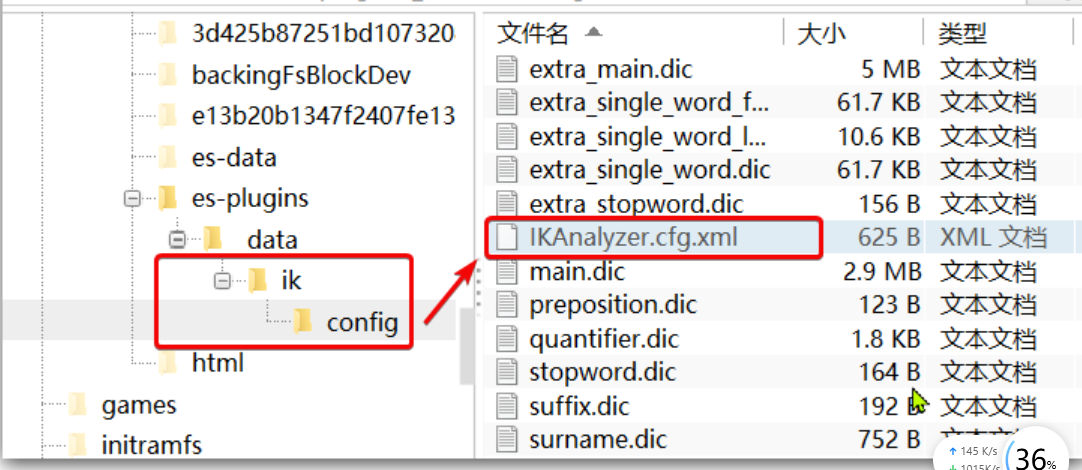 3d425b87251bd107320
backingFsBlockDev
e13b20b1347f2407fe13
es-data
es-plugins
data
ik
config
html
games
initramfs
文件名 大小 类型
extra_main.dic 5 MB 文本文档
extra_single_word_f... 61.7 KB 文本文档
extra_single_word_l... 10.6 KB 文本文档
extra_single_word.dic 61.7 KB 文本文档
extra_stopword.dic 156 B 文本文档
IKAnalyzer.cfg.xml 625 B XML 文档
main.dic 2.9 MB 文本文档
preposition.dic 123 B 文本文档
quantifier.dic 1.8 KB 文本文档
stopword.dic 164 B 文本文档
suffix.dic 192 B 文本文档
surname.dic 752 B 文本文档
↑ 145 K/s
↓ 1015K/s
36%